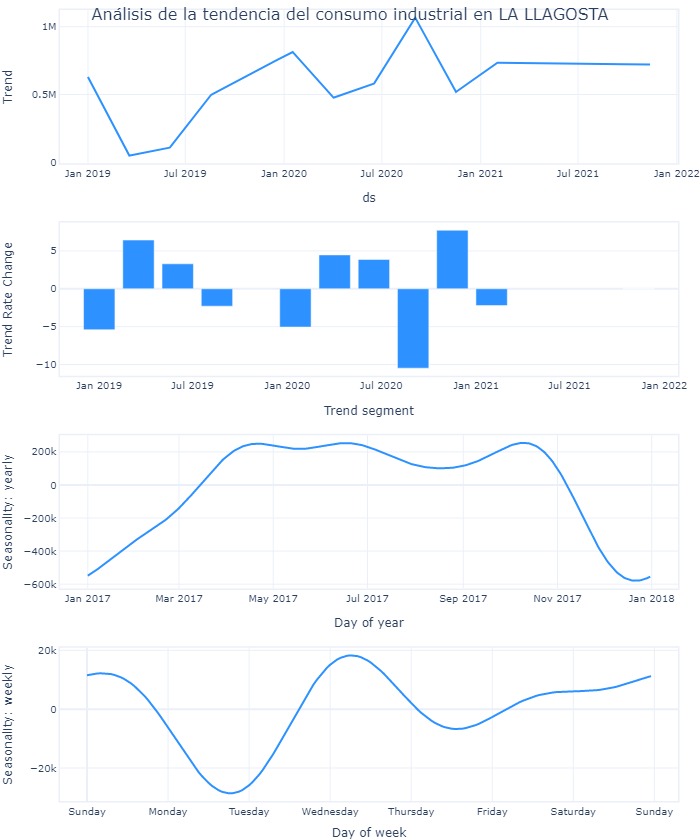 Análisis de la tendencia del consumo industrial en LA LLAGOSTA
1M
0.5M
0
Trend
Jan 2019 Jul 2019 Jan 2020 Jul 2020 Jan 2021 Jul 2021 Jan 2022
ds
5
0
−5
−10
Trend Rate Change
Jan 2019 Jul 2019 Jan 2020 Jul 2020 Jan 2021 Jul 2021 Jan 2022
Trend segment
200k
0
−200k
−400k
−600k
Seasonality: yearly
Jan 2017 Mar 2017 May 2017 Jul 2017 Sep 2017 Nov 2017 Jan 2018
Day of year
20k
0
−20k
Seasonality: weekly
Sunday Monday Tuesday Wednesday Thursday Friday Saturday Sunday
Day of week